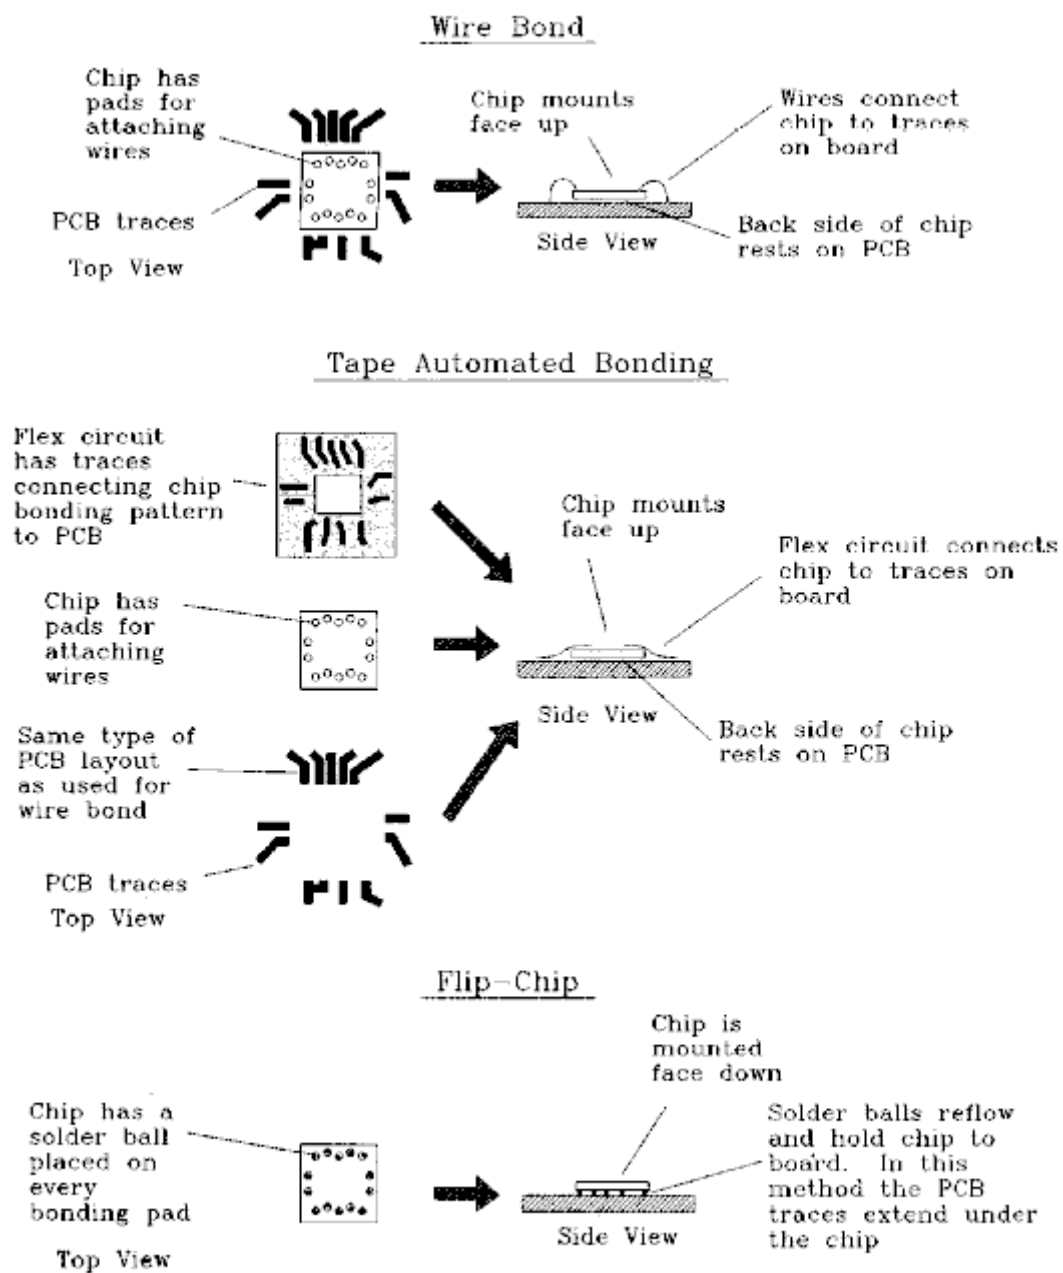 Wire Bond
Chip has
pads for
attaching
wires
PCB traces
Top View
Chip mounts
face up
Side View
Wires connect
chip to traces
on board
Back side of chip
rests on PCB
Tape Automated Bonding
Flex circuit
has traces
connecting chip
bonding pattern
to PCB
Chip has
pads for
attaching
wires
Same type of
PCB layout
as used for
wire bond
PCB traces
Top View
Chip mounts
face up
Flex circuit connects
chip to traces on
board
Side View
Back side of chip
rests on PCB
Flip-Chip
Chip has a
solder ball
placed on
every
bonding pad
Top View
Chip is
mounted
face down
Side View
Solder balls reflow
and hold chip to
board. In this
method the PCB
traces extend under
the chip